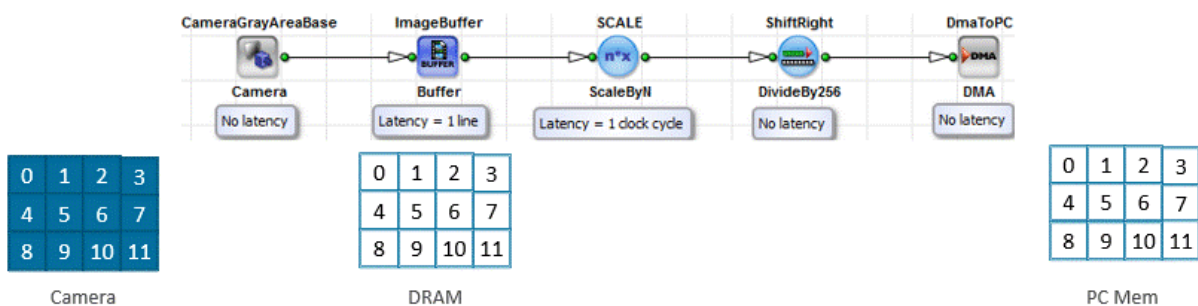 CameraGrayAreaBase ImageBuffer SCALE ShiftRight DmaToPC
BUFFER n*x DMA
Camera Buffer ScaleByN DivideBy256 DMA
No latency Latency = 1 line Latency = 1 clock cycle No latency No latency
0 1 2 3 0 1 2 3 0 1 2 3
4 5 6 7 4 5 6 7 4 5 6 7
8 9 10 11 8 9 10 11 8 9 10 11
Camera DRAM PC Mem